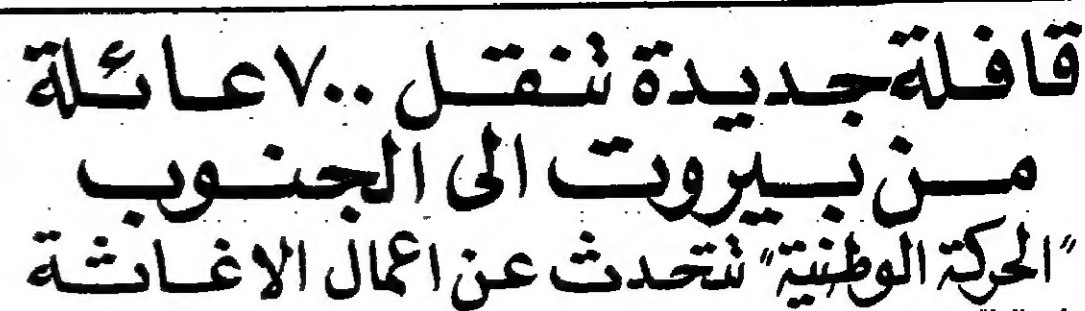 قافلة جديدة تنقل ٧٠٠ عائلة
من بيروت الى الجنوب
"الحركة الوطنية" تتحدث عن اعمال الاغاثة